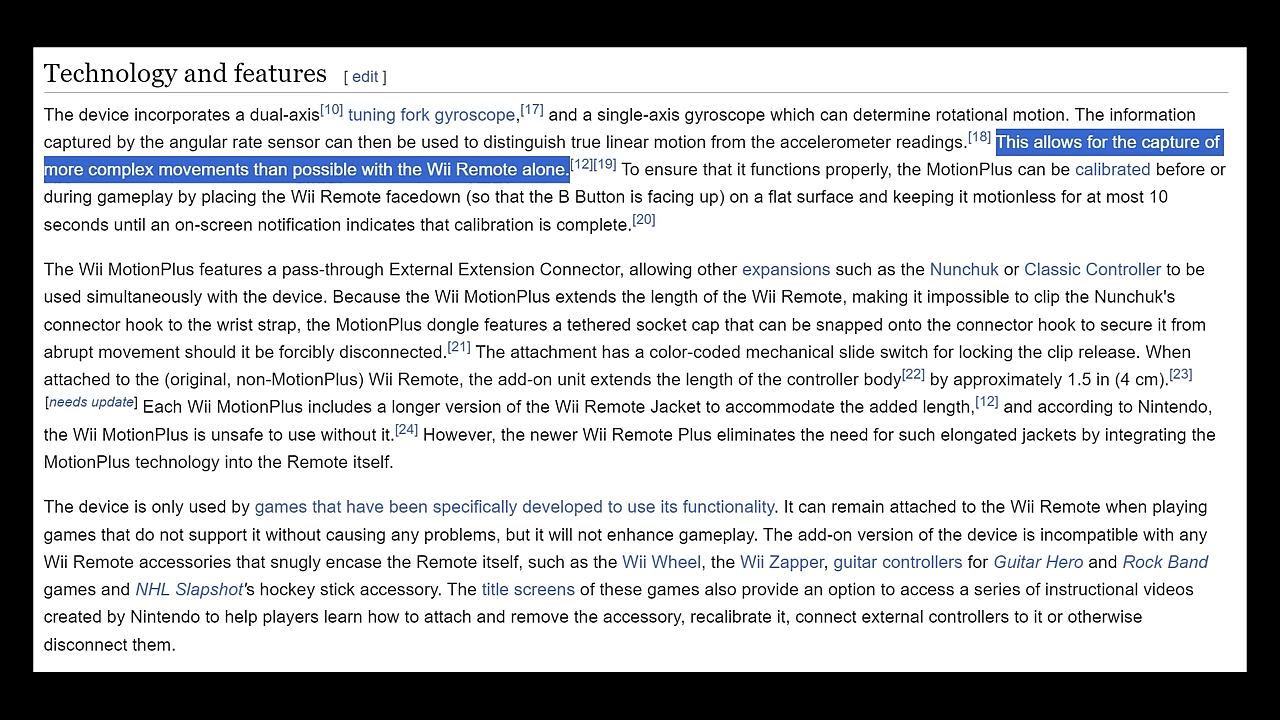 Technology and features [ edit ]
The device incorporates a dual-axis[10] tuning fork gyroscope,[17] and a single-axis gyroscope which can determine rotational motion. The information
captured by the angular rate sensor can then be used to distinguish true linear motion from the accelerometer readings.[18] This allows for the capture of
more complex movements than possible with the Wii Remote alone.[12][19] To ensure that it functions properly, the MotionPlus can be calibrated before or
during gameplay by placing the Wii Remote facedown (so that the B Button is facing up) on a flat surface and keeping it motionless for at most 10
seconds until an on-screen notification indicates that calibration is complete.[20]
The Wii MotionPlus features a pass-through External Extension Connector, allowing other expansions such as the Nunchuk or Classic Controller to be
used simultaneously with the device. Because the Wii MotionPlus extends the length of the Wii Remote, making it impossible to clip the Nunchuk's
connector hook to the wrist strap, the MotionPlus dongle features a tethered socket cap that can be snapped onto the connector hook to secure it from
abrupt movement should it be forcibly disconnected.[21] The attachment has a color-coded mechanical slide switch for locking the clip release. When
attached to the (original, non-MotionPlus) Wii Remote, the add-on unit extends the length of the controller body[22] by approximately 1.5 in (4 cm).[23]
[needs update] Each Wii MotionPlus includes a longer version of the Wii Remote Jacket to accommodate the added length,[12] and according to Nintendo,
the Wii MotionPlus is unsafe to use without it.[24] However, the newer Wii Remote Plus eliminates the need for such elongated jackets by integrating the
MotionPlus technology into the Remote itself.
The device is only used by games that have been specifically developed to use its functionality. It can remain attached to the Wii Remote when playing
games that do not support it without causing any problems, but it will not enhance gameplay. The add-on version of the device is incompatible with any
Wii Remote accessories that snugly encase the Remote itself, such as the Wii Wheel, the Wii Zapper, guitar controllers for Guitar Hero and Rock Band
games and NHL Slapshot's hockey stick accessory. The title screens of these games also provide an option to access a series of instructional videos
created by Nintendo to help players learn how to attach and remove the accessory, recalibrate it, connect external controllers to it or otherwise
disconnect them.